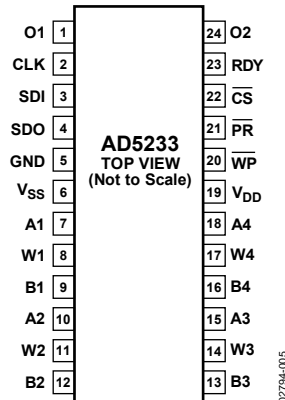 O1 1 24 O2
CLK 2 23 RDY
SDI 3 22 CS
SDO 4 21 PR
GND 5 20 WP
VSS 6 19 VDD
A1 7 18 A4
W1 8 17 W4
B1 9 16 B4
A2 10 15 A3
W2 11 14 W3
B2 12 13 B3
AD5233
TOP VIEW
(Not to Scale)
02794-005